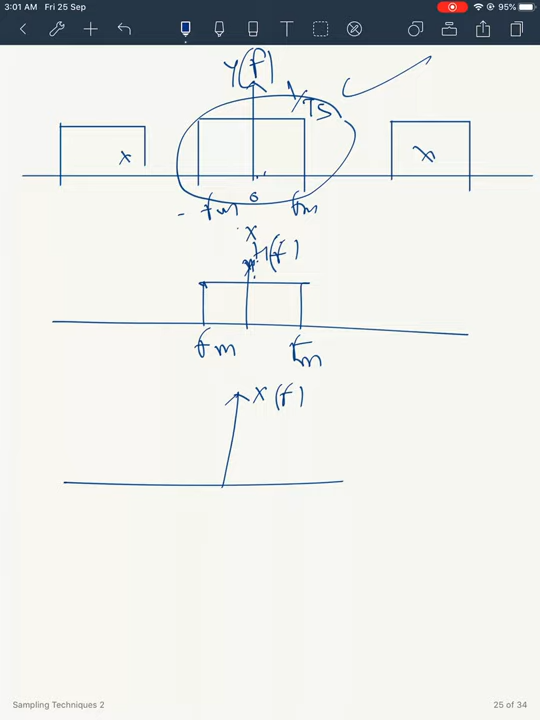 3:01 AM Fri 25 Sep
95%
Y(f)
1/TS
x
x
- fm
0
fm
x
H(f)
fm
fm
X(f)
Sampling Techniques 2
25 of 34